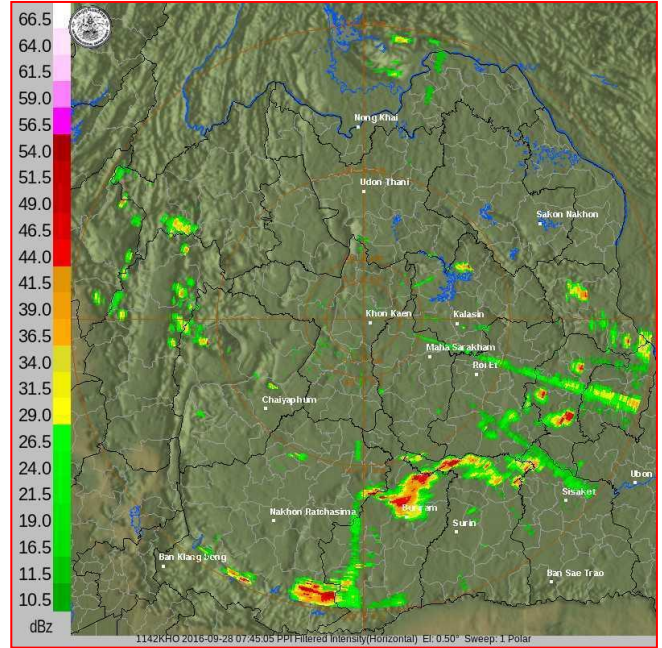 66.5
64.0
61.5
59.0
56.5
54.0
51.5
49.0
46.5
44.0
41.5
39.0
36.5
34.0
31.5
29.0
26.5
24.0
21.5
19.0
16.5
11.5
10.5
dBz
Nong Khai
Udon Thani
Sakon Nakhon
Khon Kaen
Kalasin
Maha Sarakham
Roi Et
Chaiyaphum
Ubon
Sisaket
Nakhon Ratchasima
Buriram
Surin
Ban Klang
Ban Sae Trao
1142KHO 2016-09-28 07:45:05 PPI Filtered Intensity(Horizontal) El: 0.50° Sweep: 1 Polar